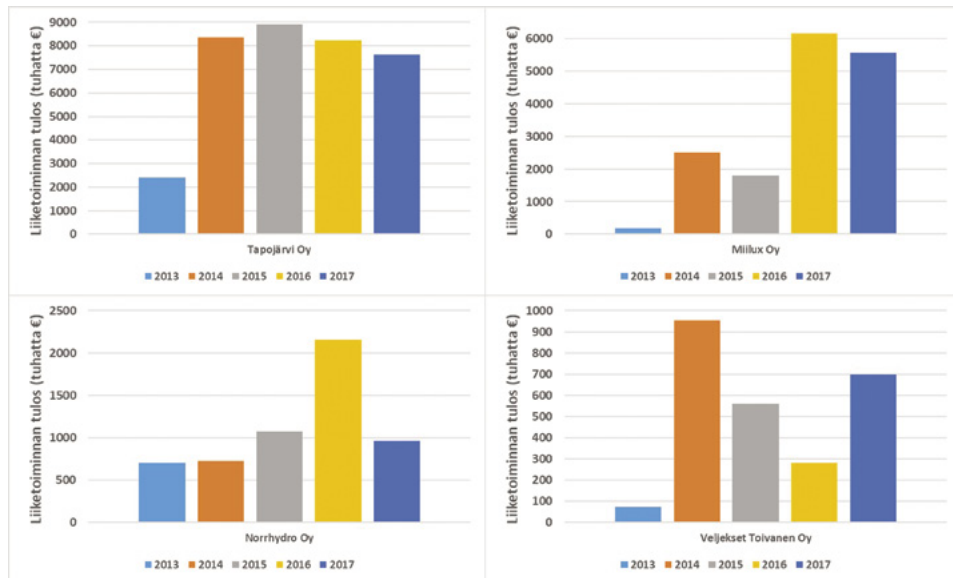 Liiketoiminnan tulos (tuhatta €)
9000
8000
7000
6000
5000
4000
3000
2000
1000
0
Tapojärvi Oy
2013 2014 2015 2016 2017
Liiketoiminnan tulos (tuhatta €)
6000
5000
4000
3000
2000
1000
0
Miilux Oy
2013 2014 2015 2016 2017
Liiketoiminnan tulos (tuhatta €)
2500
2000
1500
1000
500
0
Norrhydro Oy
2013 2014 2015 2016 2017
Liiketoiminnan tulos (tuhatta €)
1000
900
800
700
600
500
400
300
200
100
0
Veljekset Toivanen Oy
2013 2014 2015 2016 2017